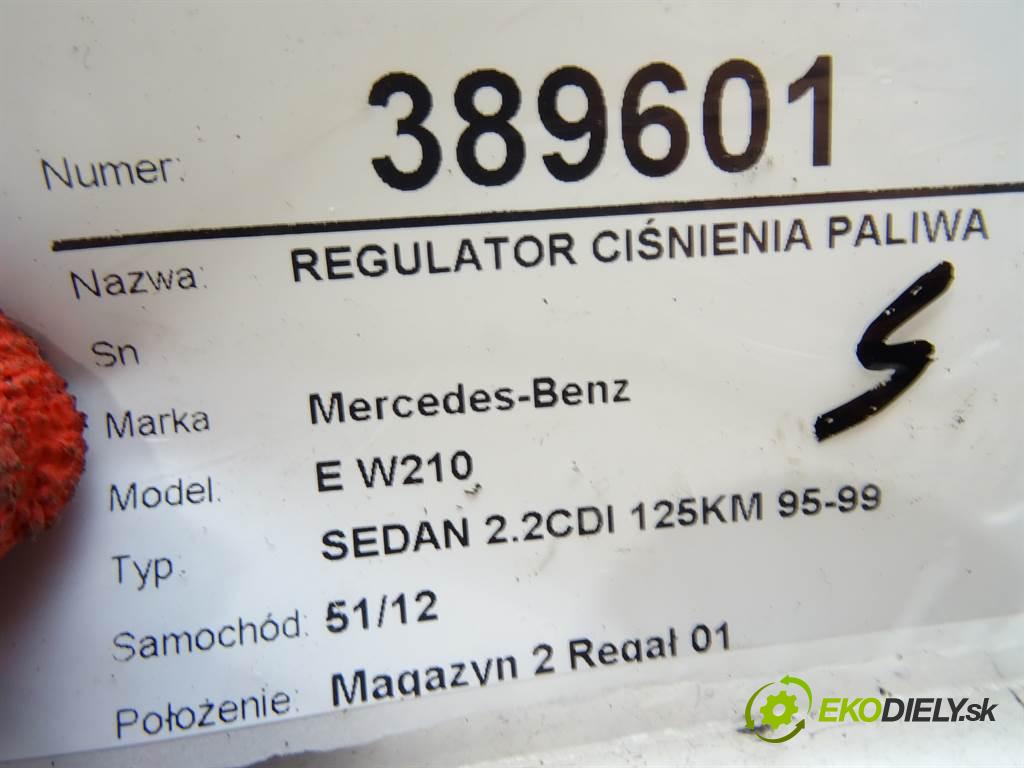 Numer: 389601
Nazwa: REGULATOR CIŚNIENIA PALIWA
Sn
Marka Mercedes-Benz
Model. E W210
Typ. SEDAN 2.2CDI 125KM 95-99
Samochód: 51/12
Położenie: Magazyn 2 Regał 01
S
EKODIELY.sk